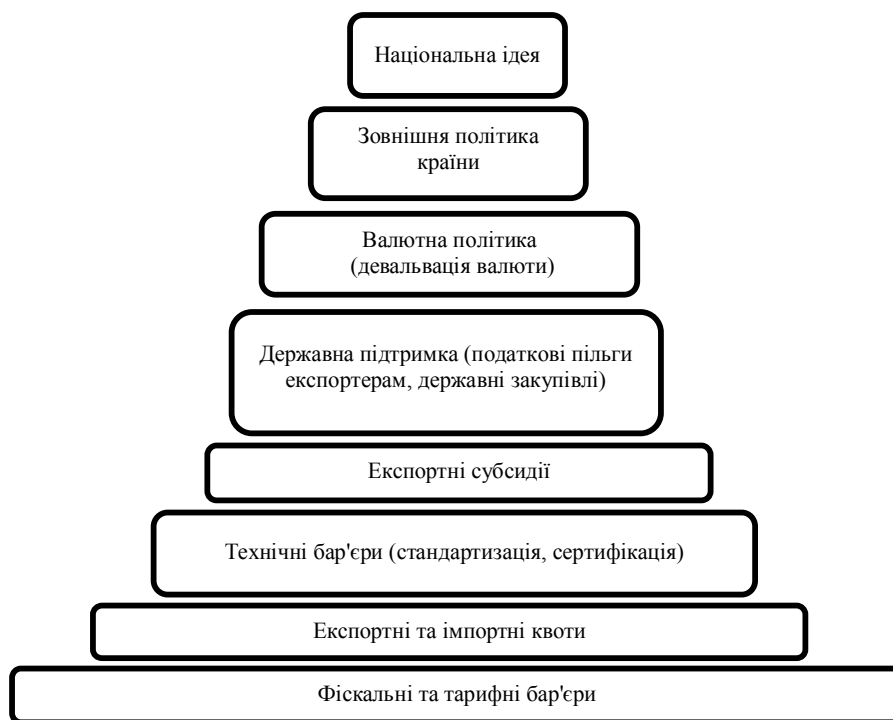 Національна ідея
Зовнішня політика
країни
Валютна політика
(девальвація валюти)
Державна підтримка (податкові пільги
експортерам, державні закупівлі)
Експортні субсидії
Технічні бар'єри (стандартизація, сертифікація)
Експортні та імпортні квоти
Фіскальні та тарифні бар'єри